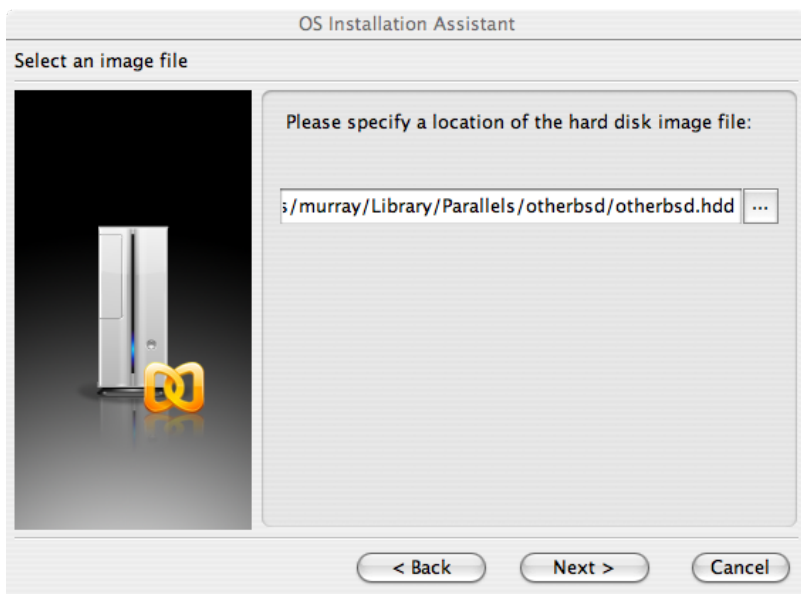 OS Installation Assistant
Select an image file
Please specify a location of the hard disk image file:
s/murray/Library/Parallels/otherbsd/otherbsd.hdd ...
< Back Next > Cancel